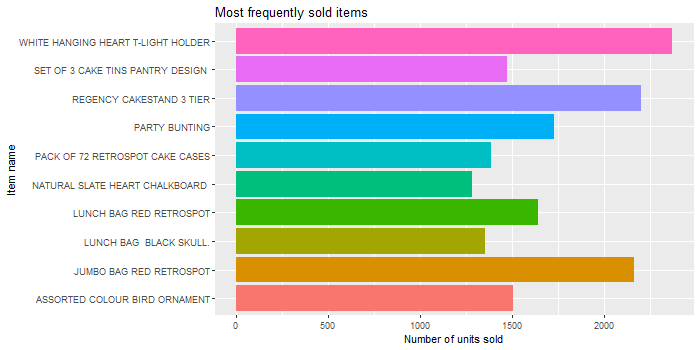 Most frequently sold items
WHITE HANGING HEART T-LIGHT HOLDER
SET OF 3 CAKE TINS PANTRY DESIGN
REGENCY CAKESTAND 3 TIER
PARTY BUNTING
PACK OF 72 RETROSPOT CAKE CASES
NATURAL SLATE HEART CHALKBOARD
LUNCH BAG RED RETROSPOT
LUNCH BAG  BLACK SKULL.
JUMBO BAG RED RETROSPOT
ASSORTED COLOUR BIRD ORNAMENT
Item name
0 500 1000 1500 2000
Number of units sold